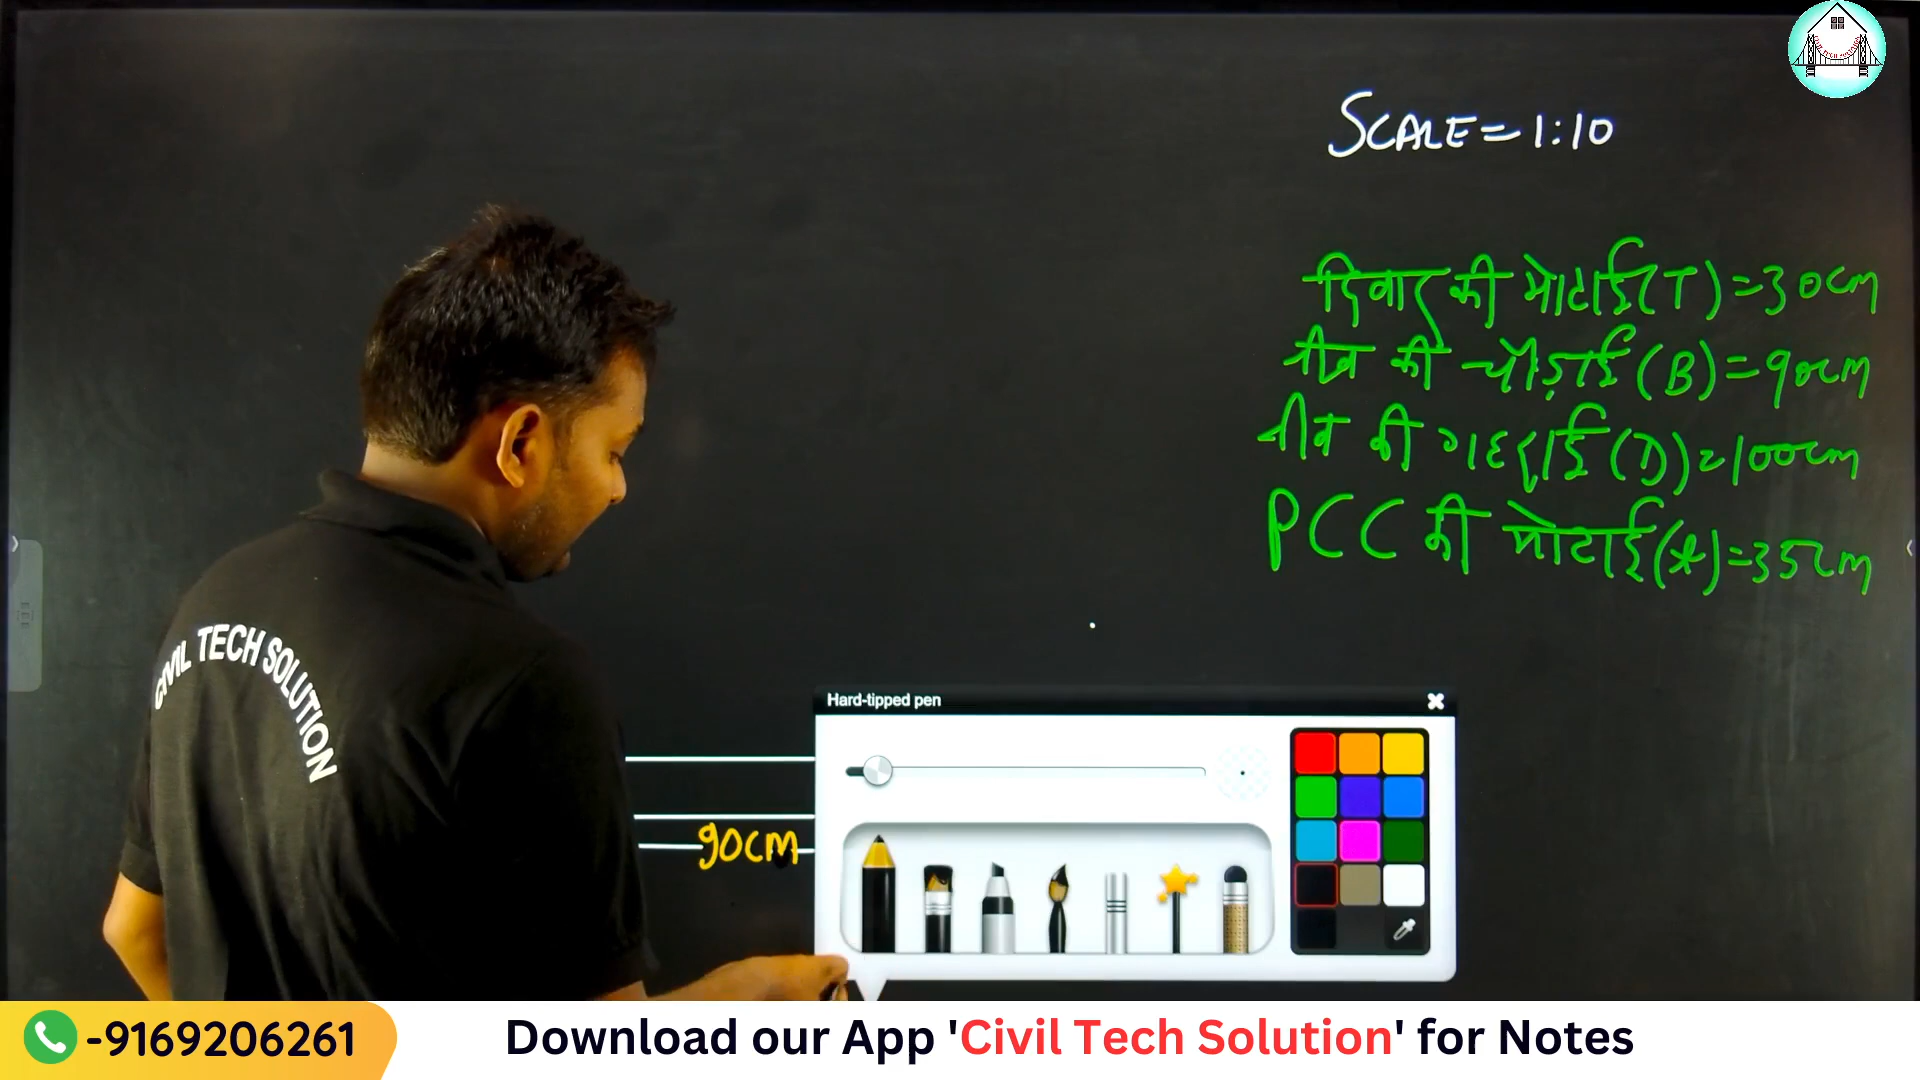 SCALE = 1:10
दिवार की मोटाई (T) = 30cm
नीव की चौड़ाई (B) = 90cm
नीव की गहराई (D) = 100cm
PCC की मोटाई (t) = 35cm
CIVIL TECH SOLUTION
Hard-tipped pen
90cm
-9169206261
Download our App 'Civil Tech Solution' for Notes